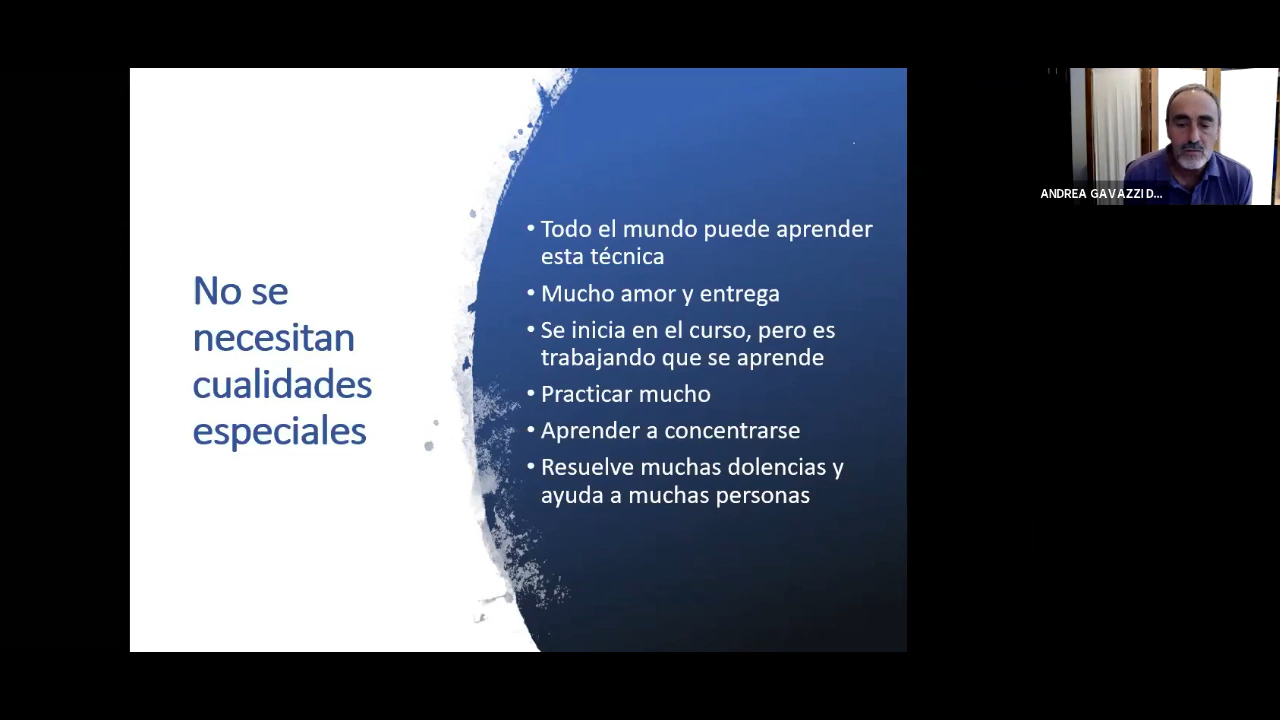 No se
necesitan
cualidades
especiales
• Todo el mundo puede aprender
esta técnica
• Mucho amor y entrega
• Se inicia en el curso, pero es
trabajando que se aprende
• Practicar mucho
• Aprender a concentrarse
• Resuelve muchas dolencias y
ayuda a muchas personas
ANDREA GAVAZZI D...